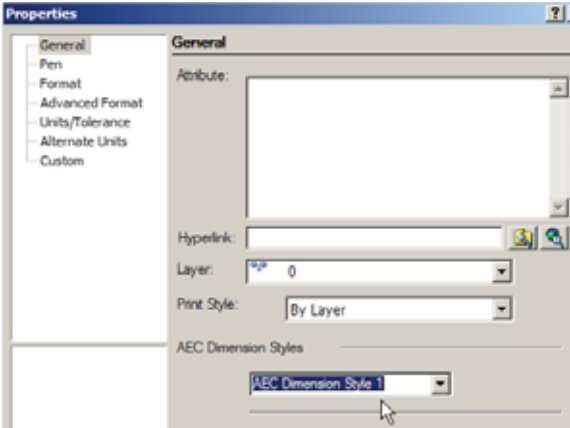 Properties
?
General
Pen
Format
Advanced Format
Units/Tolerance
Alternate Units
Custom
General
Attribute:
Hyperlink:
Layer: 0
Print Style: By Layer
AEC Dimension Styles
AEC Dimension Style 1